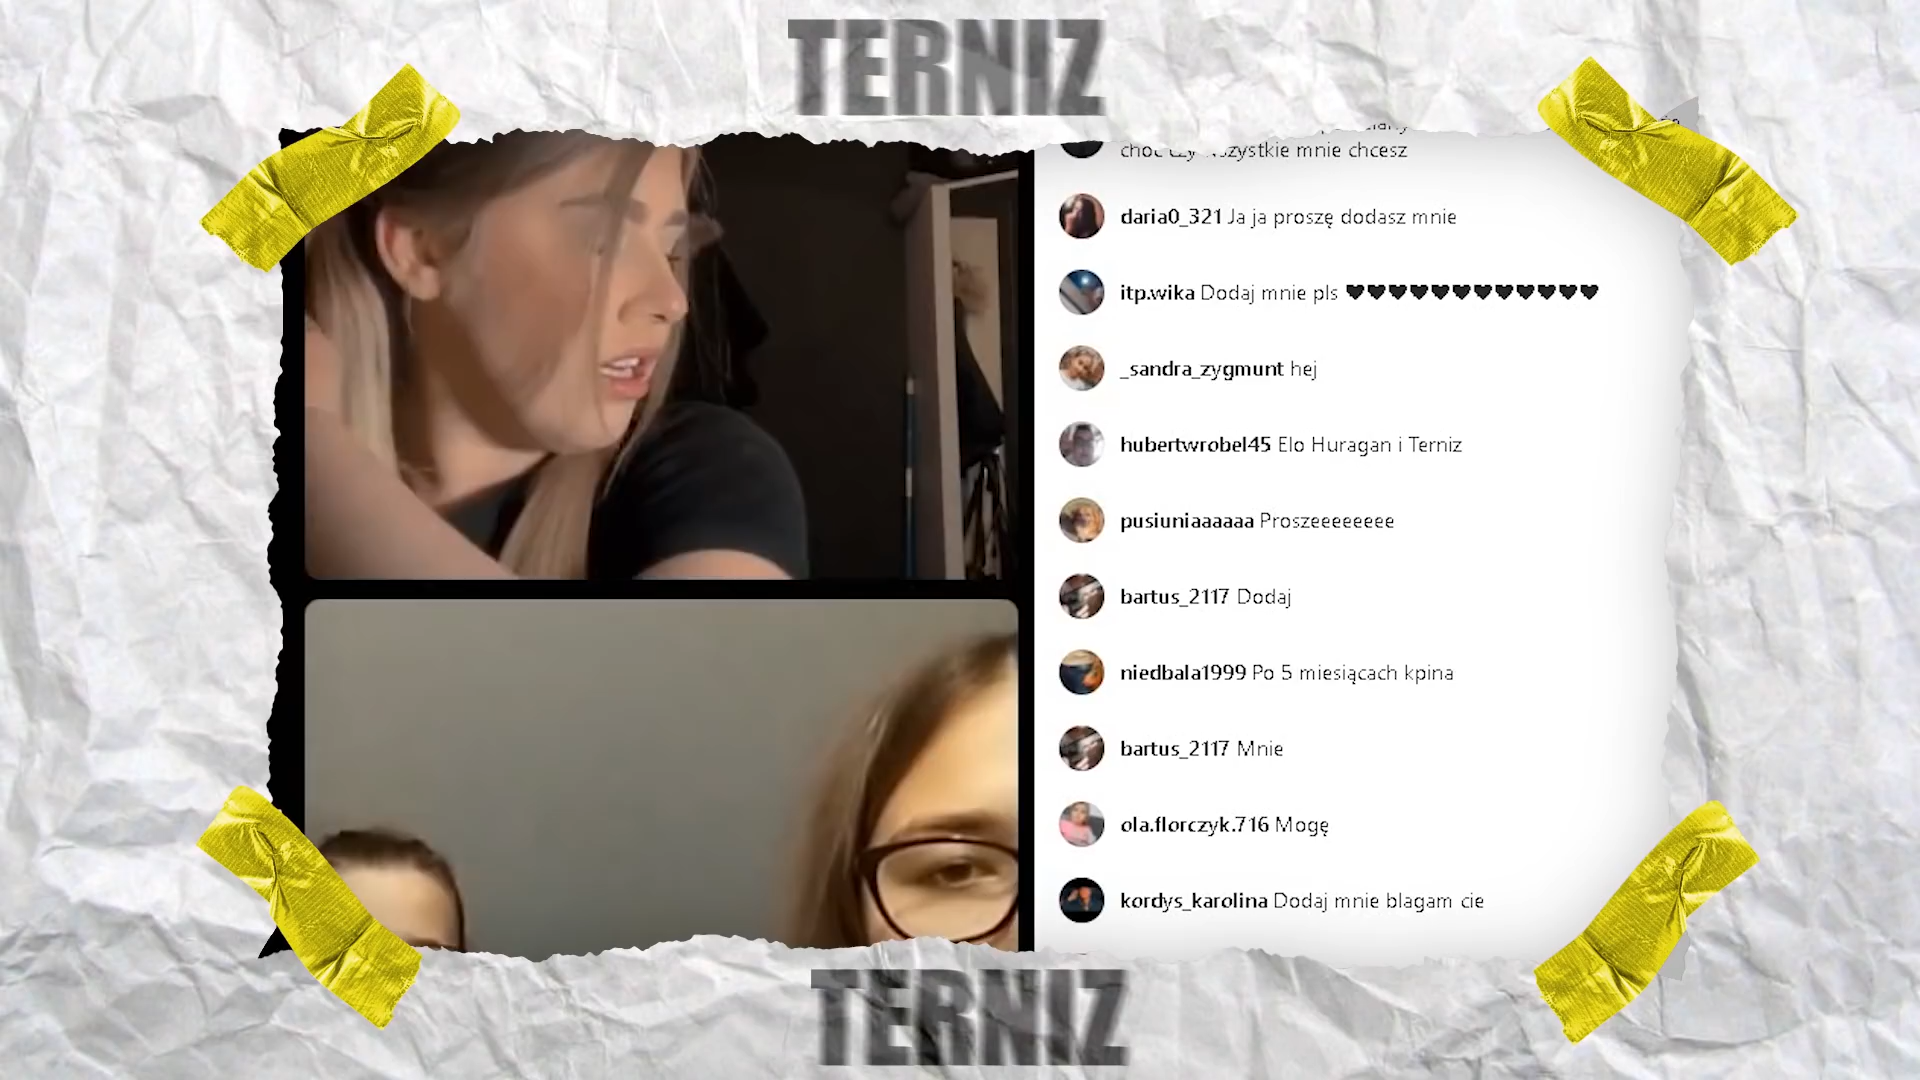 TERNIZ
mnie chcesz
daria0_321 Ja ja proszę dodasz mnie
itp.wika Dodaj mnie pls ♥♥♥♥♥♥♥♥♥♥♥♥
_sandra_zygmunt hej
hubertwrobel45 Elo Huragan i Terniz
pusiuniaaaaaa Proszeeeeeeee
bartus_2117 Dodaj
niedbala1999 Po 5 miesiącach kpina
bartus_2117 Mnie
ola.florczyk.716 Mogę
kordys_karolina Dodaj mnie blagam cie
TERNIZ